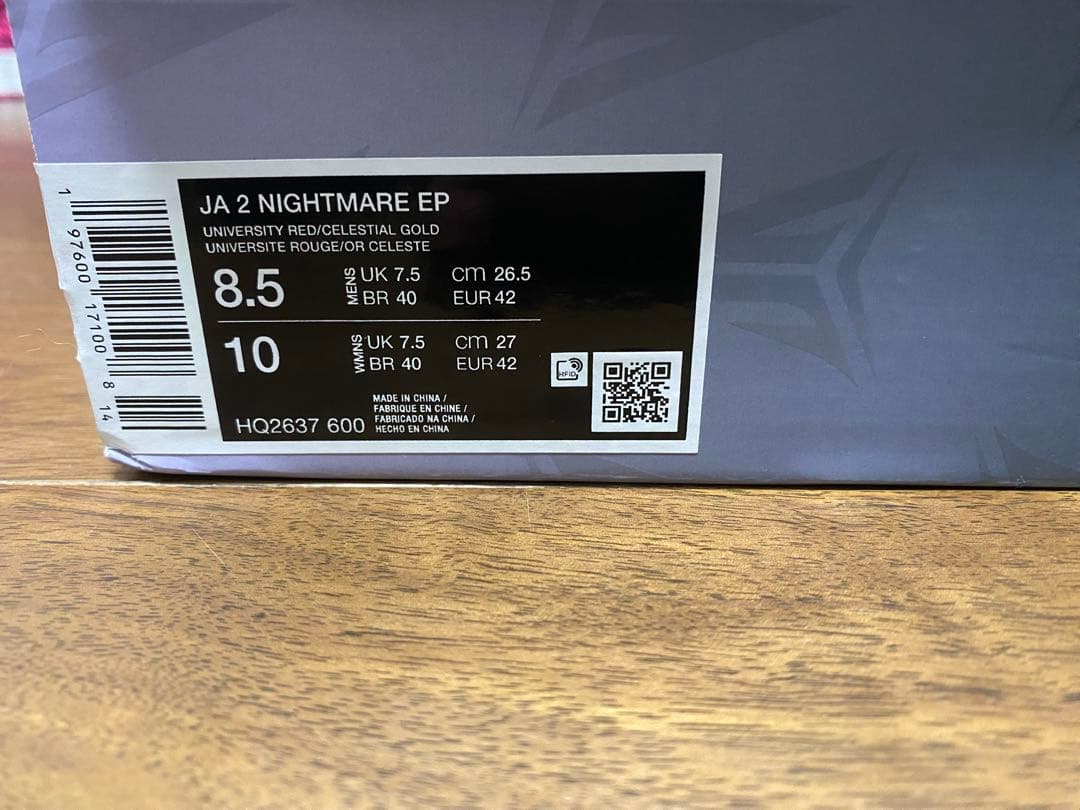 JA 2 NIGHTMARE EP
UNIVERSITY RED/CELESTIAL GOLD
UNIVERSITE ROUGE/OR CELESTE
8.5 MENS UK 7.5 cm 26.5
BR 40 EUR 42
10 WMNS UK 7.5 cm 27
BR 40 EUR 42
HQ2637 600
MADE IN CHINA /
FABRIQUE EN CHINE /
FABRICADO NA CHINA /
HECHO EN CHINA
RFID
1 97600 17100 8 14